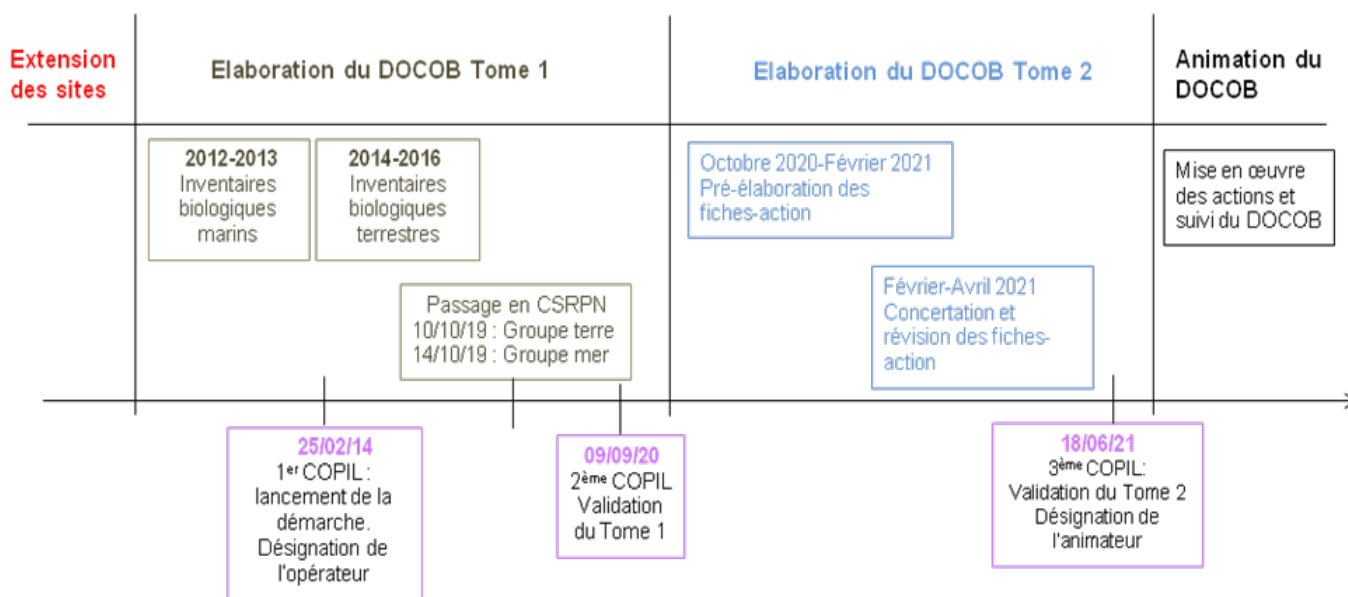 Extension
des sites
Elaboration du DOCOB Tome 1
Elaboration du DOCOB Tome 2
Animation du
DOCOB
2012-2013
Inventaires
biologiques
marins
2014-2016
Inventaires
biologiques
terrestres
Passage en CSRPN
10/10/19 : Groupe terre
14/10/19 : Groupe mer
Octobre 2020-Février 2021
Pré-élaboration des
fiches-action
Février-Avril 2021
Concertation et
révision des fiches-
action
Mise en œuvre
des actions et
suivi du DOCOB
25/02/14
1er COPIL :
lancement de la
démarche.
Désignation de
l'opérateur
09/09/20
2ème COPIL
Validation
du Tome 1
18/06/21
3ème COPIL:
Validation du Tome 2
Désignation de
l'animateur